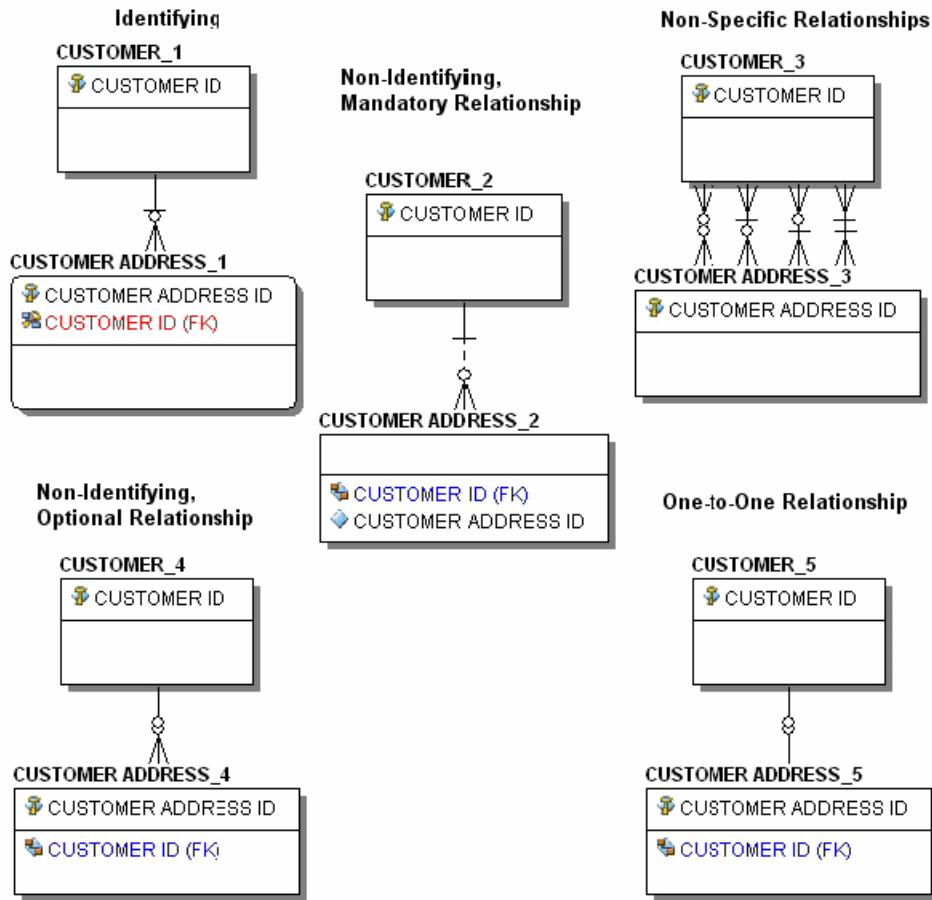 Identifying
CUSTOMER_1
CUSTOMER ID
CUSTOMER ADDRESS_1
CUSTOMER ADDRESS ID
CUSTOMER ID (FK)
Non-Identifying,
Mandatory Relationship
CUSTOMER_2
CUSTOMER ID
CUSTOMER ADDRESS_2
CUSTOMER ID (FK)
CUSTOMER ADDRESS ID
Non-Specific Relationships
CUSTOMER_3
CUSTOMER ID
CUSTOMER ADDRESS_3
CUSTOMER ADDRESS ID
Non-Identifying,
Optional Relationship
CUSTOMER_4
CUSTOMER ID
CUSTOMER ADDRESS_4
CUSTOMER ADDRESS ID
CUSTOMER ID (FK)
One-to-One Relationship
CUSTOMER_5
CUSTOMER ID
CUSTOMER ADDRESS_5
CUSTOMER ADDRESS ID
CUSTOMER ID (FK)